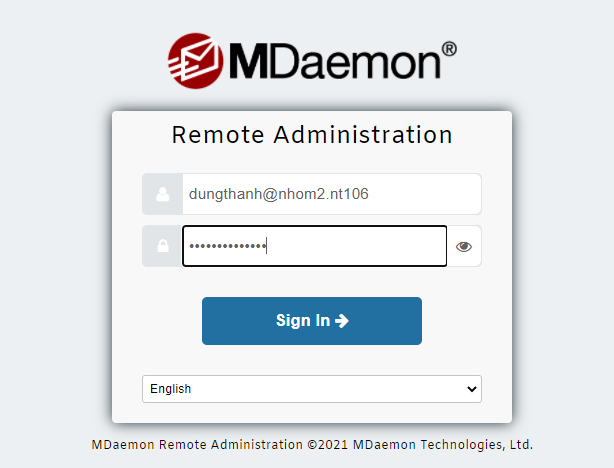 MDaemon®
Remote Administration
dungthanh@nhom2.nt106
••••••••••••••
Sign In
English
MDaemon Remote Administration ©2021 MDaemon Technologies, Ltd.